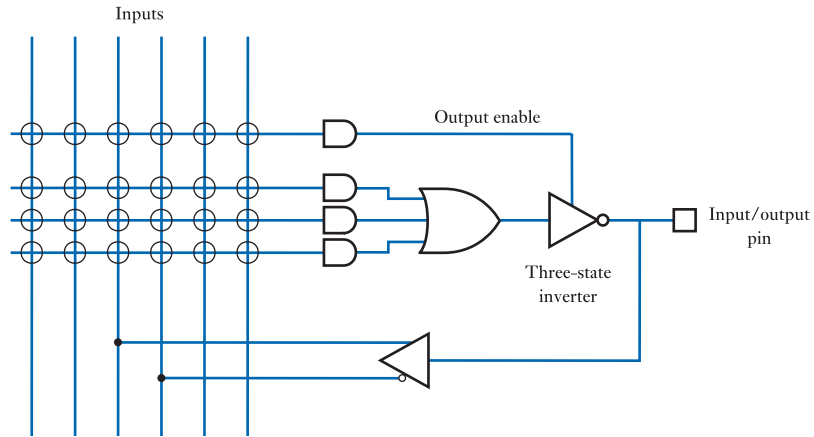 Inputs
Output enable
Input/output
pin
Three-state
inverter